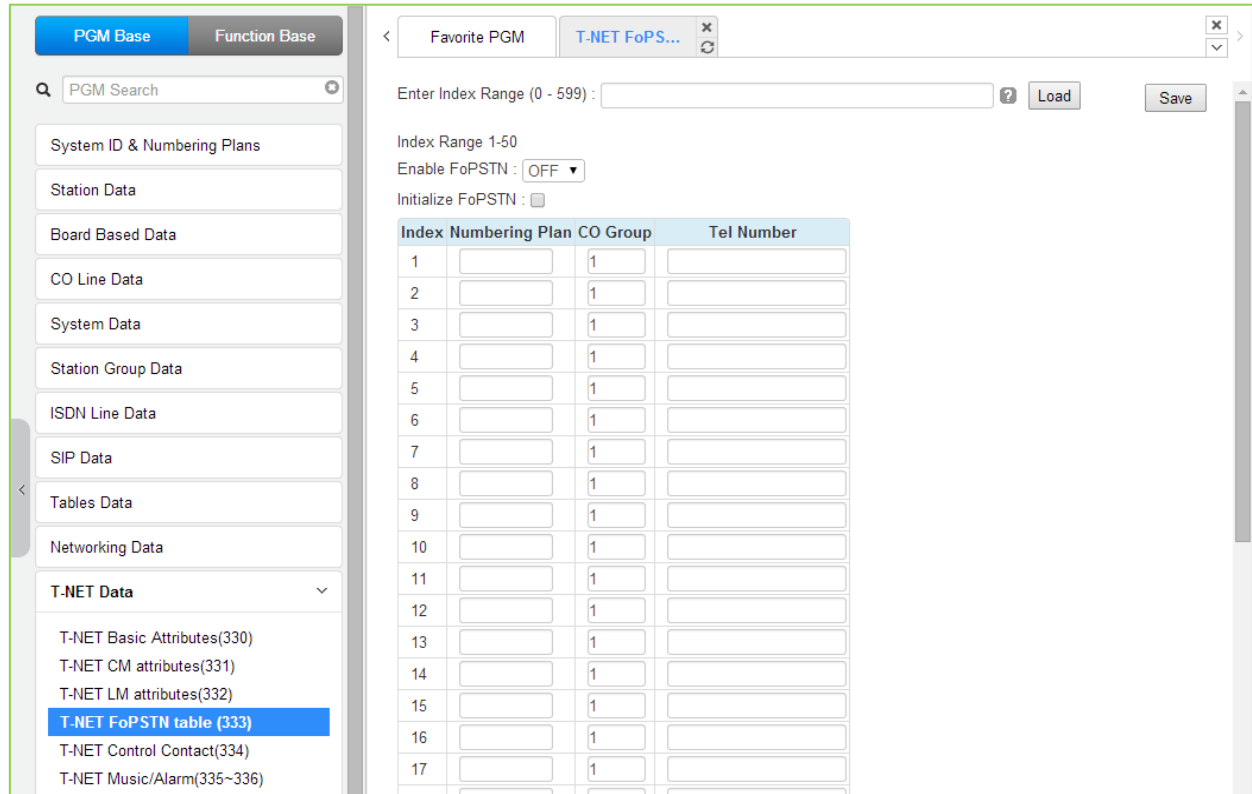 PGM Base
Function Base
PGM Search
System ID & Numbering Plans
Station Data
Board Based Data
CO Line Data
System Data
Station Group Data
ISDN Line Data
SIP Data
Tables Data
Networking Data
T-NET Data
T-NET Basic Attributes(330)
T-NET CM attributes(331)
T-NET LM attributes(332)
T-NET FoPSTN table (333)
T-NET Control Contact(334)
T-NET Music/Alarm(335~336)
Favorite PGM
T-NET FoPS...
Enter Index Range (0 - 599) :
? Load
Save
Index Range 1-50
Enable FoPSTN : OFF
Initialize FoPSTN :
Index Numbering Plan CO Group Tel Number
1 1
2 1
3 1
4 1
5 1
6 1
7 1
8 1
9 1
10 1
11 1
12 1
13 1
14 1
15 1
16 1
17 1